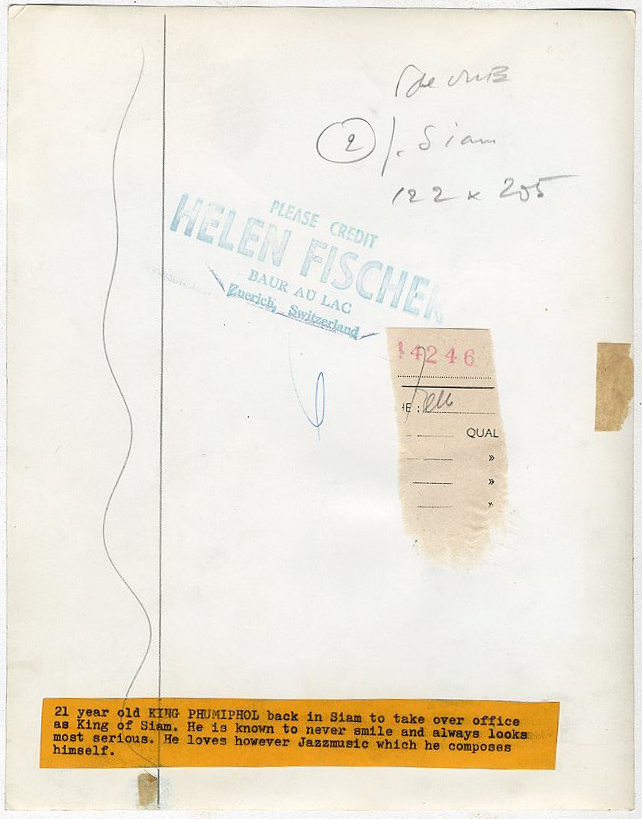 2 / . Siam
122 x 205
PLEASE CREDIT
HELEN FISCHER
BAUR AU LAC
Zuerich, Switzerland
4246
IE :
QUAL
»
»
»
21 year old KING PHUMIPHOL back in Siam to take over office
as King of Siam. He is known to never smile and always looks
most serious. He loves however Jazzmusic which he composes
himself.